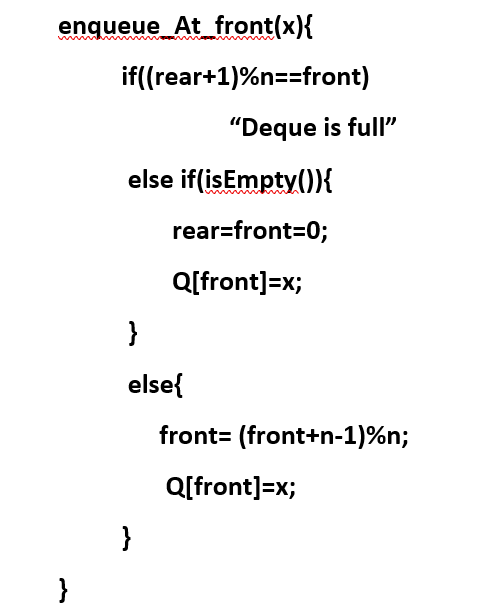 enqueue_At_front(x){
if((rear+1)%n==front)
“Deque is full”
else if(isEmpty()){
rear=front=0;
Q[front]=x;
}
else{
front= (front+n-1)%n;
Q[front]=x;
}
}